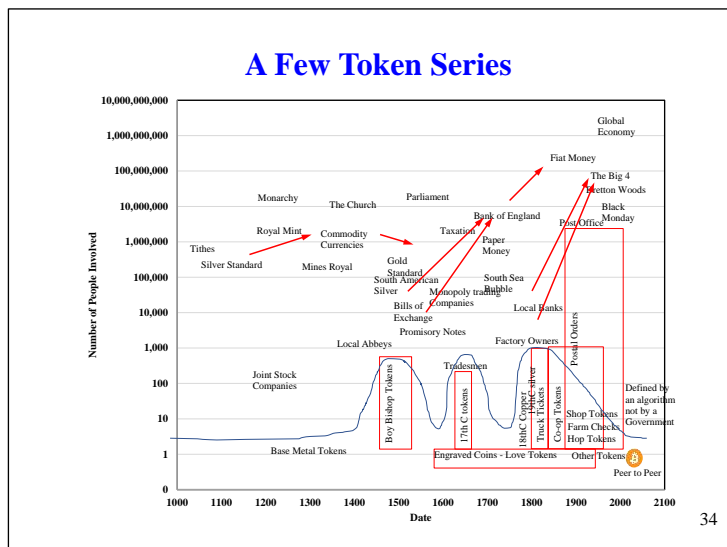 A Few Token Series
Number of People Involved
10,000,000,000
1,000,000,000
100,000,000
10,000,000
1,000,000
100,000
10,000
1,000
100
10
1
0
Global
Economy
Fiat Money
The Big 4
Bretton Woods
Monarchy
The Church
Parliament
Black
Monday
Bank of England
Post Office
Royal Mint
Commodity
Currencies
Taxation
Paper
Money
Tithes
Silver Standard
Mines Royal
Gold
Standard
South American
Silver
South Sea
Bubble
Monopoly trading
Companies
Bills of
Exchange
Local Banks
Promisory Notes
Local Abbeys
Factory Owners
Postal Orders
Tradesmen
Joint Stock
Companies
Boy Bishop Tokens
17th C tokens
18thC Copper
19thC silver
Truck Tickets
Co-op Tokens
Defined by
an algorithm
not by a
Government
Shop Tokens
Farm Checks
Hop Tokens
Base Metal Tokens
Engraved Coins - Love Tokens
Other Tokens
Peer to Peer
1000 1100 1200 1300 1400 1500 1600 1700 1800 1900 2000 2100
Date
34